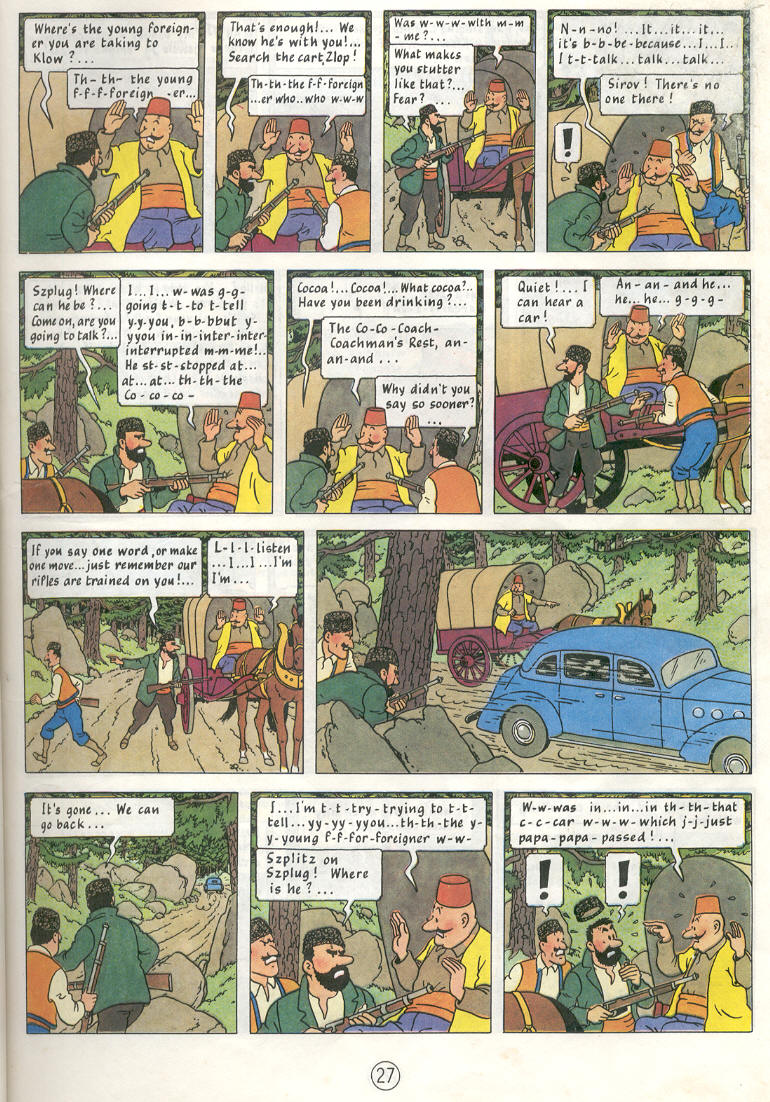 Where's the young foreign-
er you are taking to
Klow ?...
Th-th- the young
f-f-f-foreign -er...
That's enough!... We
know he's with you!...
Search the cart, Zlop !
Th-th-the f-f-foreign
...er who..who w-w-w
Was w-w-w-with m-m
-me?...
What makes
you stutter
like that?...
Fear? ...
N-n-no! ...It...it...it...
it's b-b-be-because...I...I...
I t-t-talk...talk...talk...
Sirov! There's no
one there!
!
Szplug! Where
can he be?...
Come on, are you
going to talk?...
I...I... w-was g-g-
going t-t-to t-tell
y-y-you, b-b-bbut y-
yyou in-in-inter-inter-
interrupted m-m-me!..
He st-st-stopped at...
at... at... th-th-the
Co-co-co-
Cocoa!...Cocoa!...What cocoa?..
Have you been drinking?...
The Co-Co-Coach-
Coachman's Rest, an-
an-and ...
Why didn't you
say so sooner?
...
Quiet!... I
can hear a
car!
An-an-and he...
he... he... g-g-g-
If you say one word, or make
one move...just remember our
rifles are trained on you!...
L-l-l-listen
...I...I...I'm
I'm...
It's gone... We can
go back...
I...I'm t-t-try-trying to t-t-
tell...yy-yy-yyou...th-th-the y-
y-young f-f-for-foreigner w-w-
Szplitz on
Szplug! Where
is he?...
W-w-was in...in...in th-th-that
c-c-car w-w-w-which j-j-just
papa-papa-passed!...
!
!
27